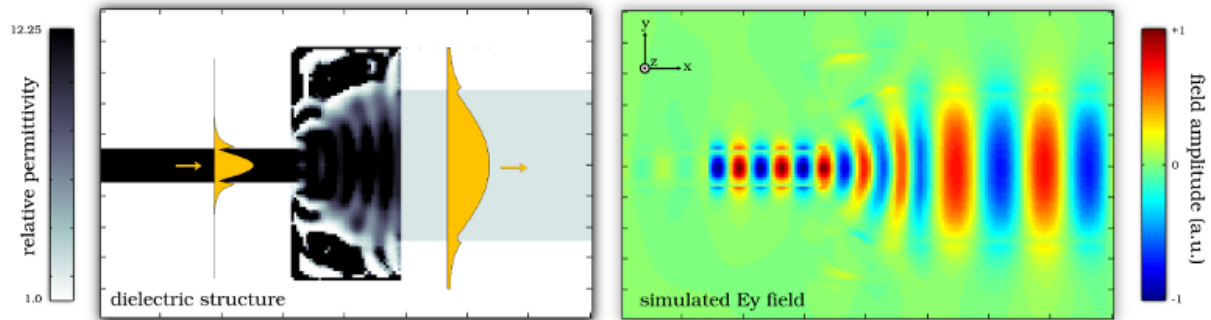 12.25
relative permittivity
1.0
dielectric structure
y
z
x
simulated Ey field
+1
0
-1
field amplitude (a.u.)